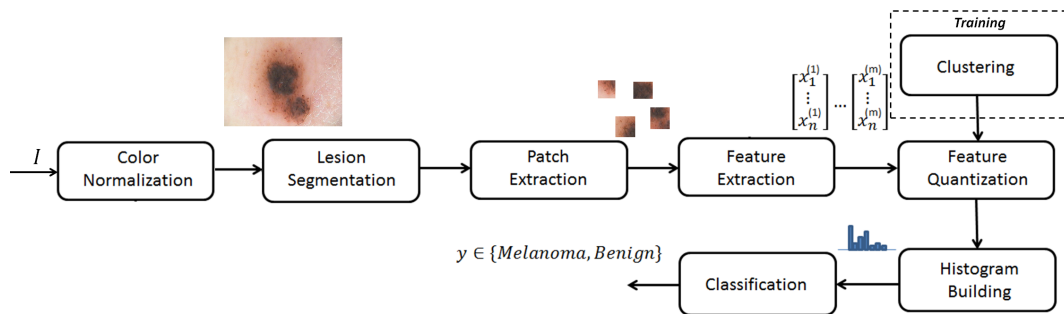 Training
Clustering
I
Color
Normalization
Lesion
Segmentation
Patch
Extraction
Feature
Extraction
[x₁⁽¹⁾ ⋮ xₙ⁽¹⁾] ... [x₁⁽ᵐ⁾ ⋮ xₙ⁽ᵐ⁾]
Feature
Quantization
Histogram
Building
Classification
y ∈ {Melanoma, Benign}